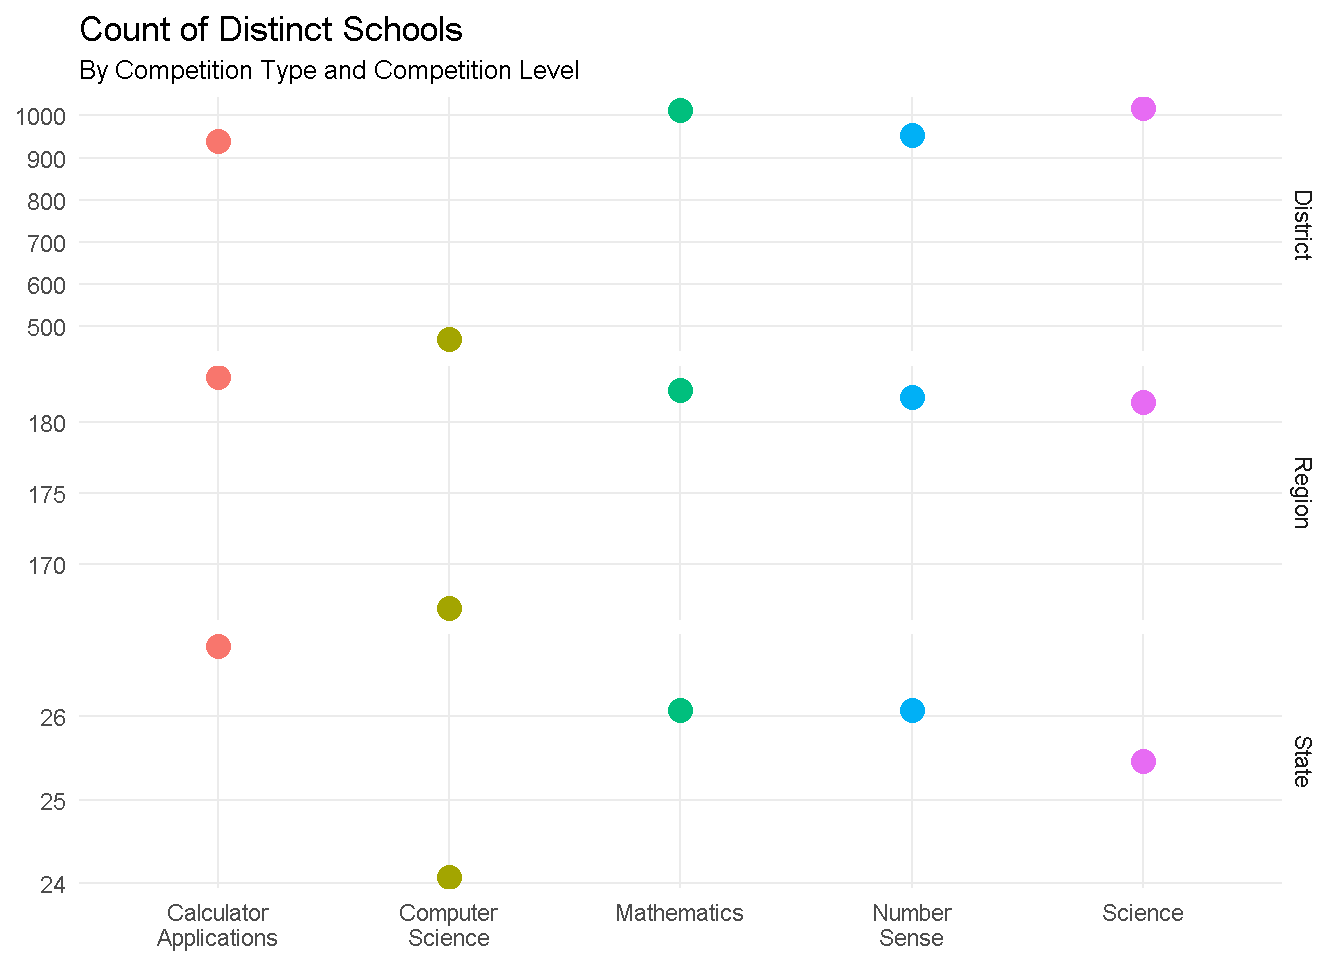 Count of Distinct Schools
By Competition Type and Competition Level
1000
900
800
700
600
500
District
180
175
170
Region
26
25
24
State
Calculator
Applications
Computer
Science
Mathematics
Number
Sense
Science